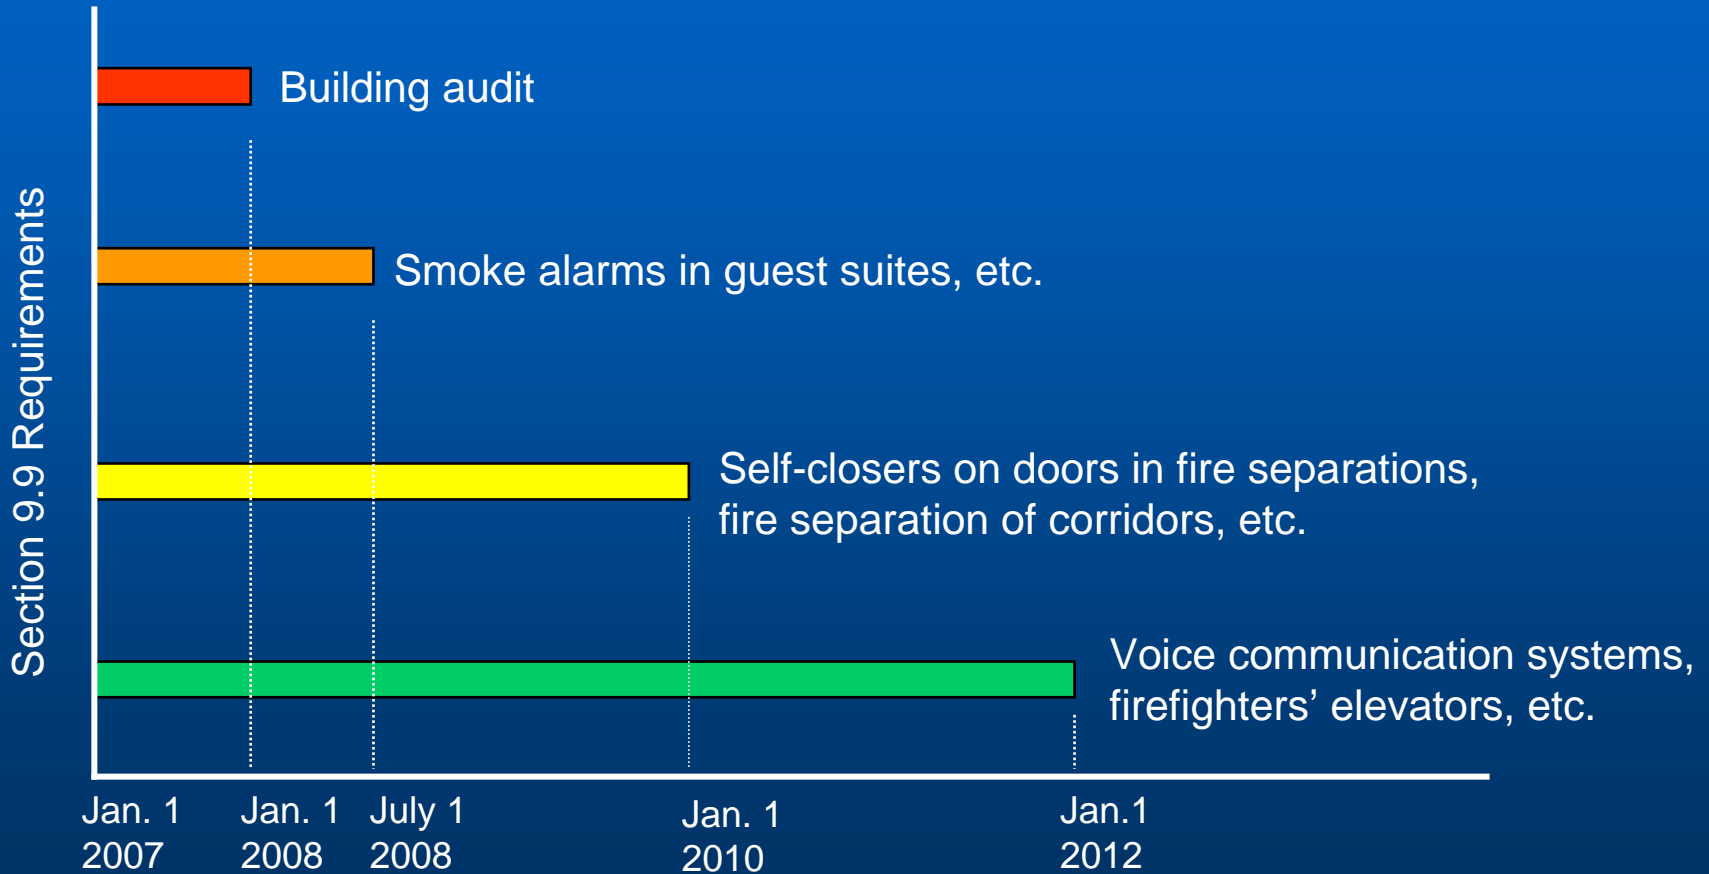 Section 9.9 Requirements
Building audit
Smoke alarms in guest suites, etc.
Self-closers on doors in fire separations,
fire separation of corridors, etc.
Voice communication systems,
firefighters’ elevators, etc.
Jan. 1
2007
Jan. 1
2008
July 1
2008
Jan. 1
2010
Jan.1
2012